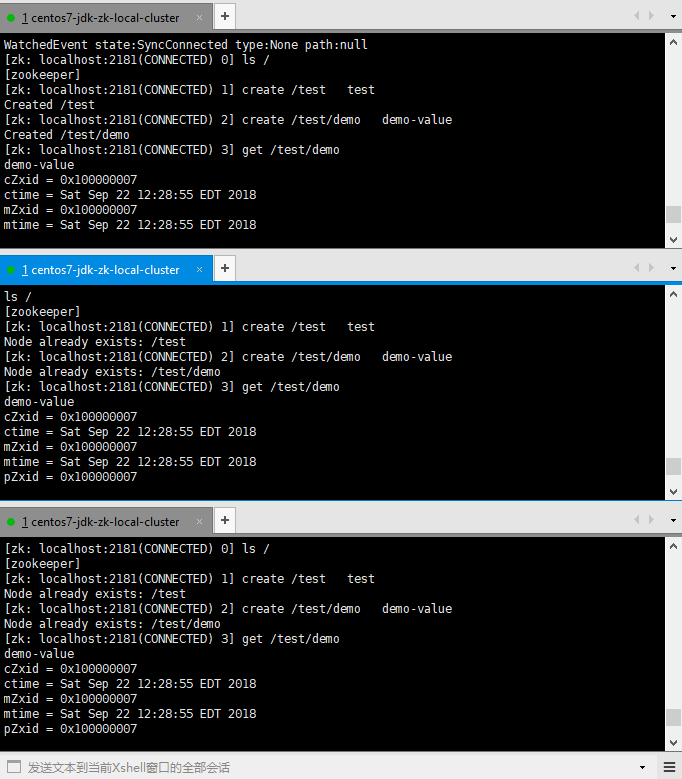 1 centos7-jdk-zk-local-cluster × +
WatchedEvent state:SyncConnected type:None path:null
[zk: localhost:2181(CONNECTED) 0] ls /
[zookeeper]
[zk: localhost:2181(CONNECTED) 1] create /test   test
Created /test
[zk: localhost:2181(CONNECTED) 2] create /test/demo   demo-value
Created /test/demo
[zk: localhost:2181(CONNECTED) 3] get /test/demo
demo-value
cZxid = 0x100000007
ctime = Sat Sep 22 12:28:55 EDT 2018
mZxid = 0x100000007
mtime = Sat Sep 22 12:28:55 EDT 2018
1 centos7-jdk-zk-local-cluster × +
ls /
[zookeeper]
[zk: localhost:2181(CONNECTED) 1] create /test   test
Node already exists: /test
[zk: localhost:2181(CONNECTED) 2] create /test/demo   demo-value
Node already exists: /test/demo
[zk: localhost:2181(CONNECTED) 3] get /test/demo
demo-value
cZxid = 0x100000007
ctime = Sat Sep 22 12:28:55 EDT 2018
mZxid = 0x100000007
mtime = Sat Sep 22 12:28:55 EDT 2018
pZxid = 0x100000007
1 centos7-jdk-zk-local-cluster × +
[zk: localhost:2181(CONNECTED) 0] ls /
[zookeeper]
[zk: localhost:2181(CONNECTED) 1] create /test   test
Node already exists: /test
[zk: localhost:2181(CONNECTED) 2] create /test/demo   demo-value
Node already exists: /test/demo
[zk: localhost:2181(CONNECTED) 3] get /test/demo
demo-value
cZxid = 0x100000007
ctime = Sat Sep 22 12:28:55 EDT 2018
mZxid = 0x100000007
mtime = Sat Sep 22 12:28:55 EDT 2018
pZxid = 0x100000007
发送文本到当前Xshell窗口的全部会话